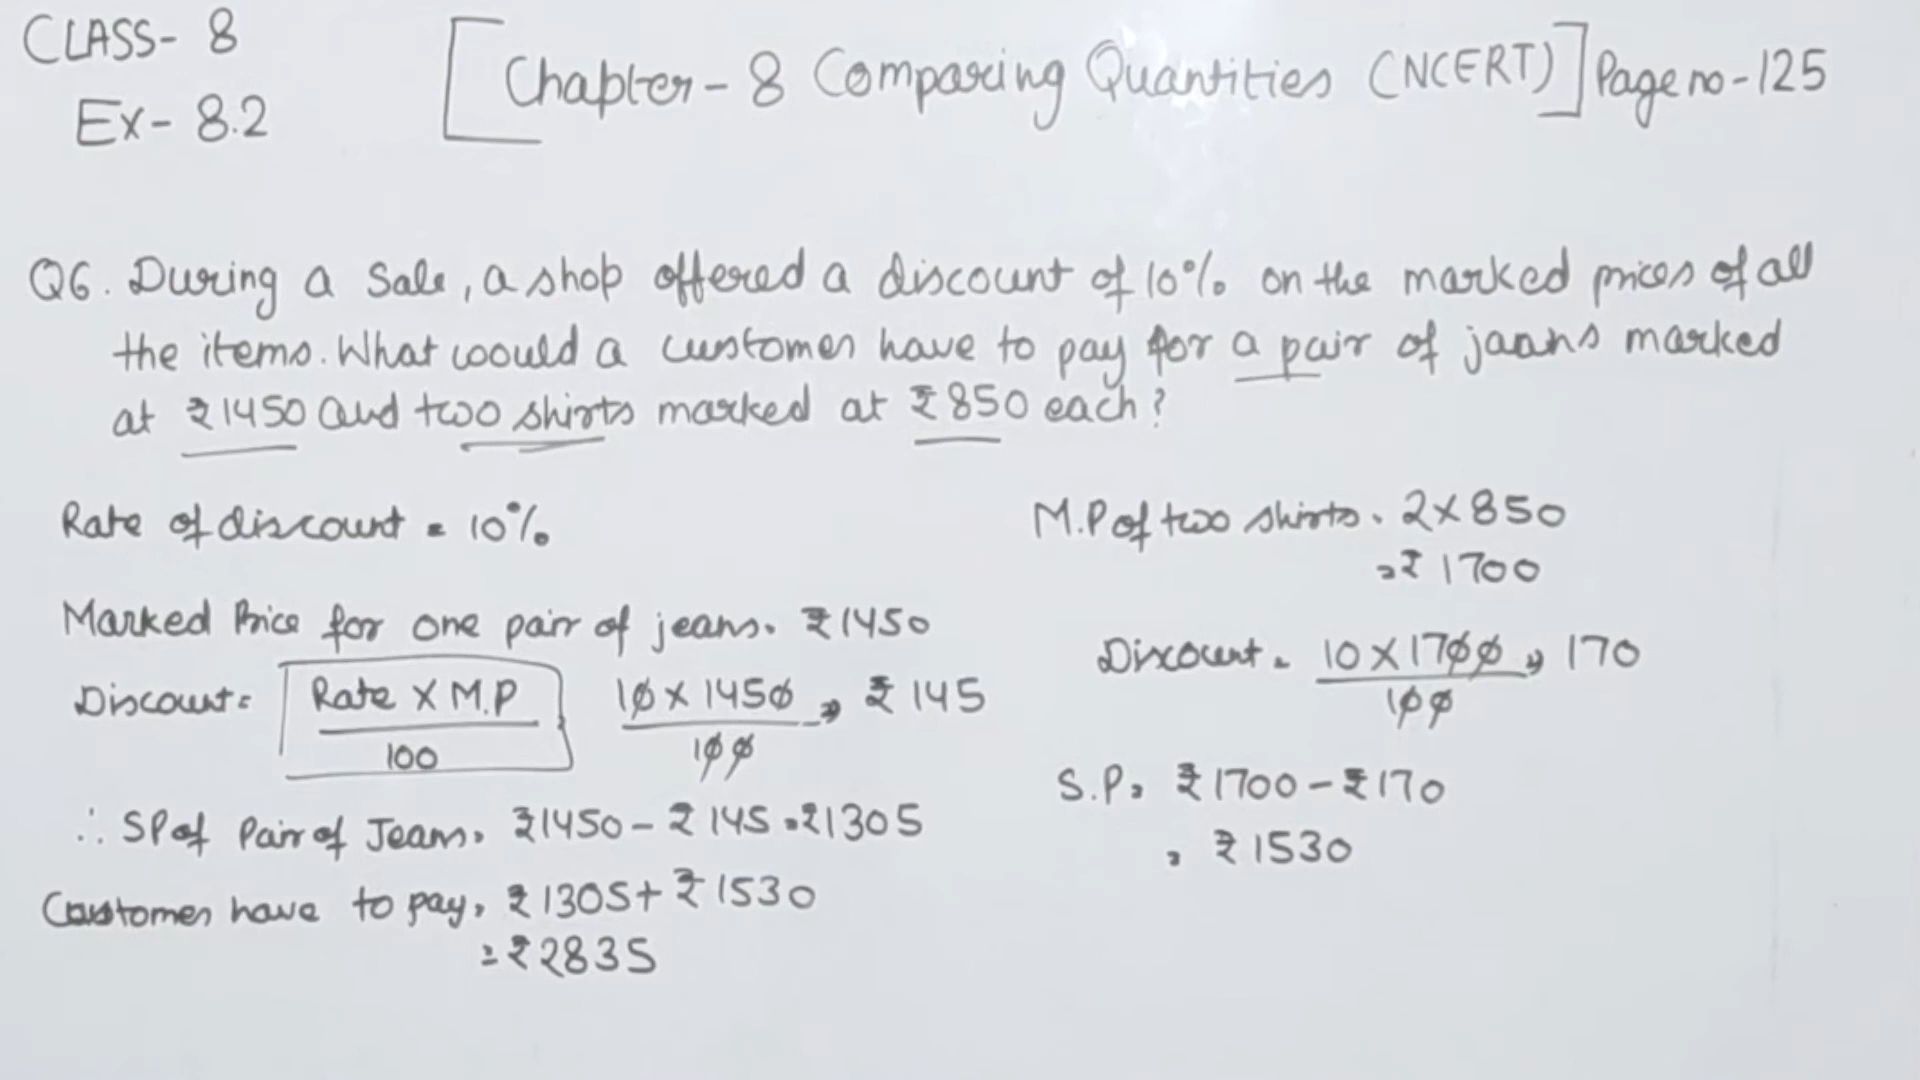 CLASS- 8
Ex- 8.2
[Chapter- 8 Comparing Quantities (NCERT)] Page no - 125
Q6. During a Sale, a shop offered a discount of 10% on the marked prices of all
the items. What would a customer have to pay for a pair of jeans marked
at ₹1450 and two shirts marked at ₹850 each?
Rate of discount = 10%
Marked Price for one pair of jeans = ₹1450
Discount = Rate X M.P / 100 10 x 1450 / 100 ⇒ ₹145
∴ SP of Pair of Jeans = ₹1450 - ₹145 = ₹1305
Customer have to pay = ₹1305 + ₹1530
= ₹2835
M.P of two shirts = 2 x 850
= ₹1700
Discount = 10 X 1700 / 100 ⇒ 170
S.P = ₹1700 - ₹170
= ₹1530